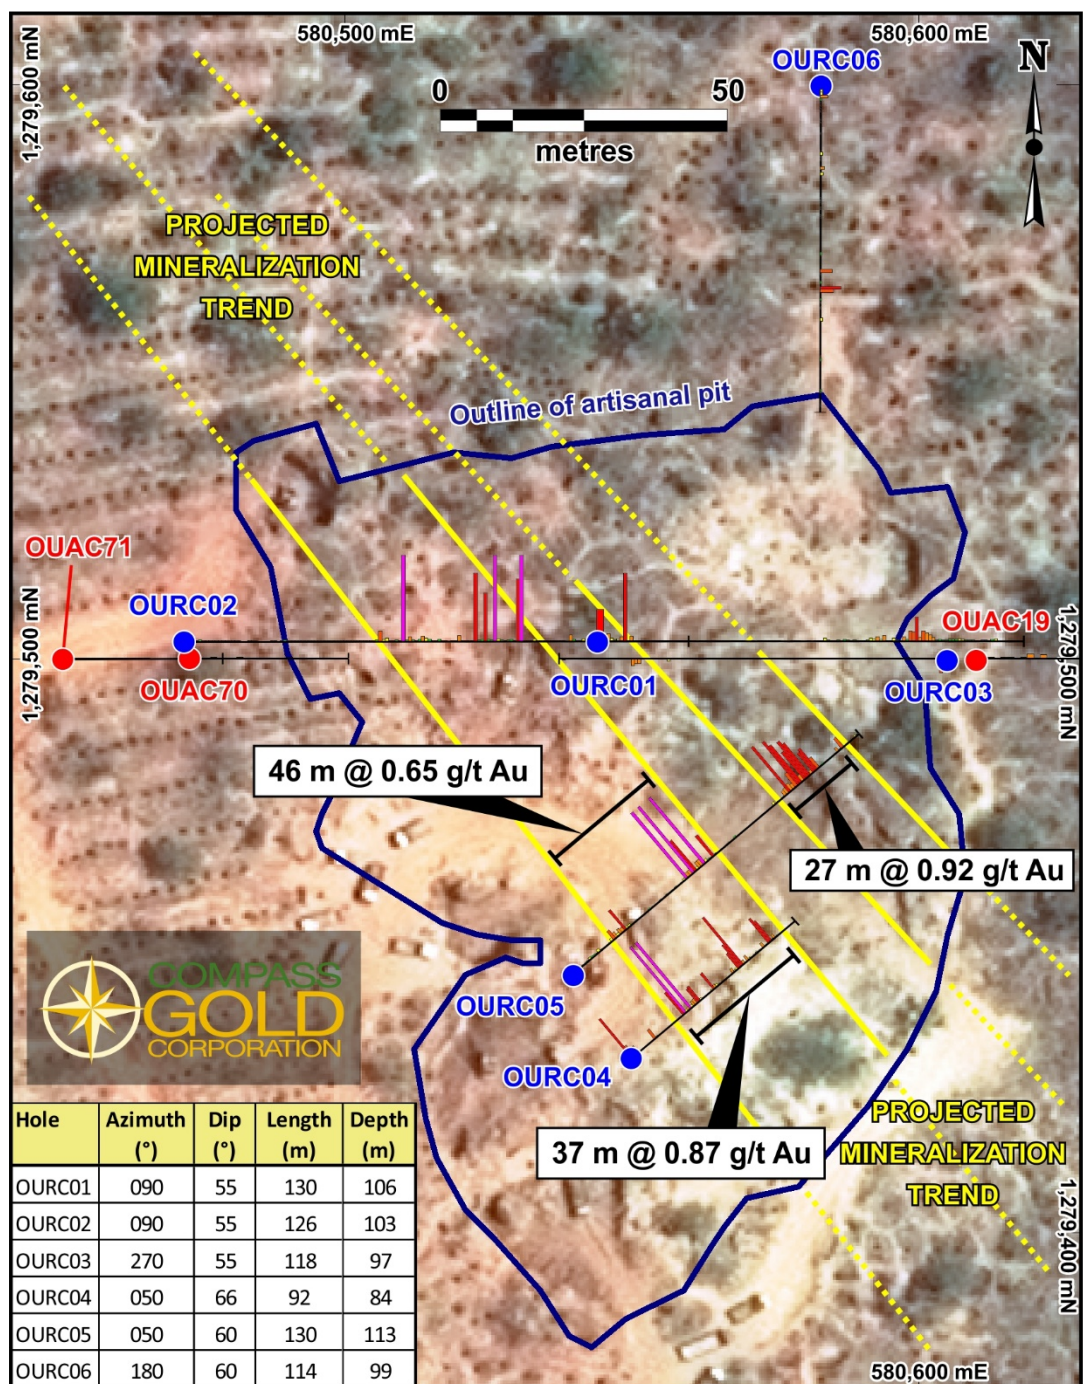 580,500 mE
580,600 mE
1,279,600 mN
OURC06
N
0 50
metres
PROJECTED
MINERALIZATION
TREND
Outline of artisanal pit
OUAC71
OURC02
OUAC19
1,279,500 mN
1,279,500 mN
OUAC70
OURC01
OURC03
46 m @ 0.65 g/t Au
27 m @ 0.92 g/t Au
OURC05
COMPASS
GOLD
CORPORATION
OURC04
37 m @ 0.87 g/t Au
PROJECTED
MINERALIZATION
TREND
1,279,400 mN
Hole Azimuth Dip Length Depth
(°) (°) (m) (m)
OURC01 090 55 130 106
OURC02 090 55 126 103
OURC03 270 55 118 97
OURC04 050 66 92 84
OURC05 050 60 130 113
OURC06 180 60 114 99
580,600 mE